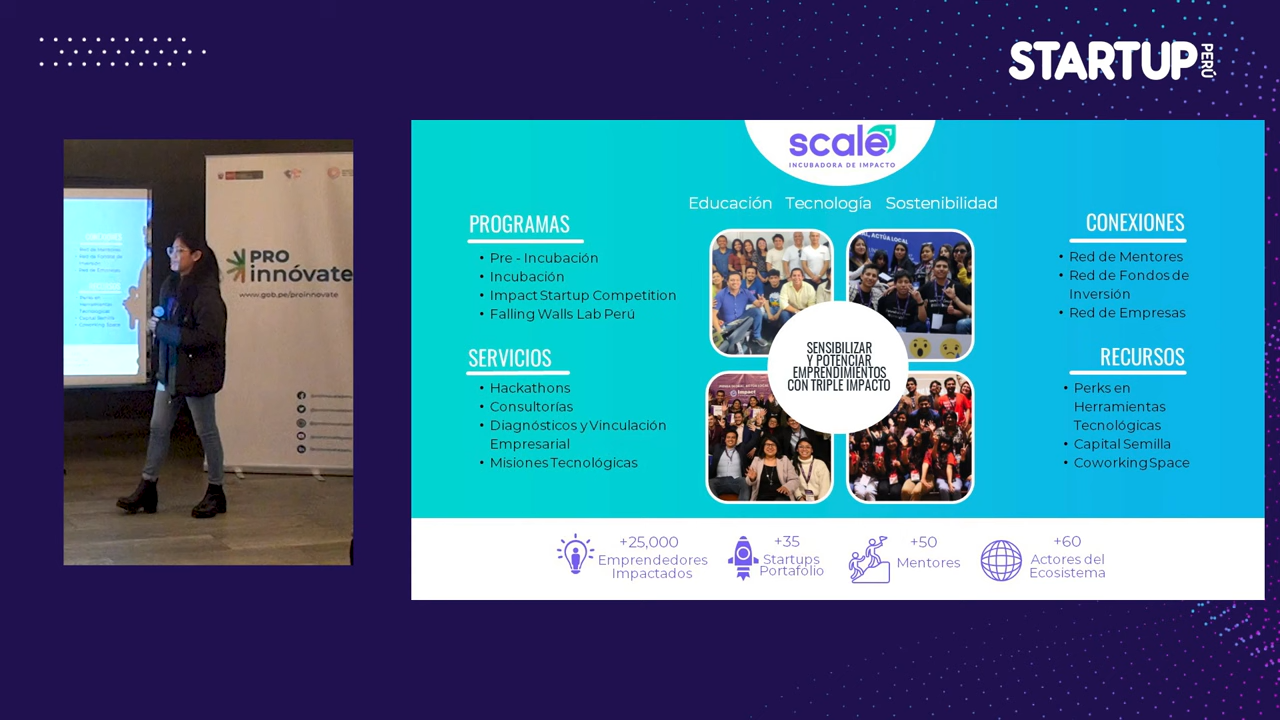 STARTUP
PERÚ
PRO
innóvate
www.gob.pe/proinnovate
scale
INCUBADORA DE IMPACTO
Educación Tecnología Sostenibilidad
PROGRAMAS
• Pre - Incubación
• Incubación
• Impact Startup Competition
• Falling Walls Lab Perú
SERVICIOS
• Hackathons
• Consultorías
• Diagnósticos y Vinculación
Empresarial
• Misiones Tecnológicas
SENSIBILIZAR
Y POTENCIAR
EMPRENDIMIENTOS
CON TRIPLE IMPACTO
CONEXIONES
• Red de Mentores
• Red de Fondos de
Inversión
• Red de Empresas
RECURSOS
• Perks en
Herramientas
Tecnológicas
• Capital Semilla
• Coworking Space
+25,000
Emprendedores
Impactados
+35
Startups
Portafolio
+50
Mentores
+60
Actores del
Ecosistema